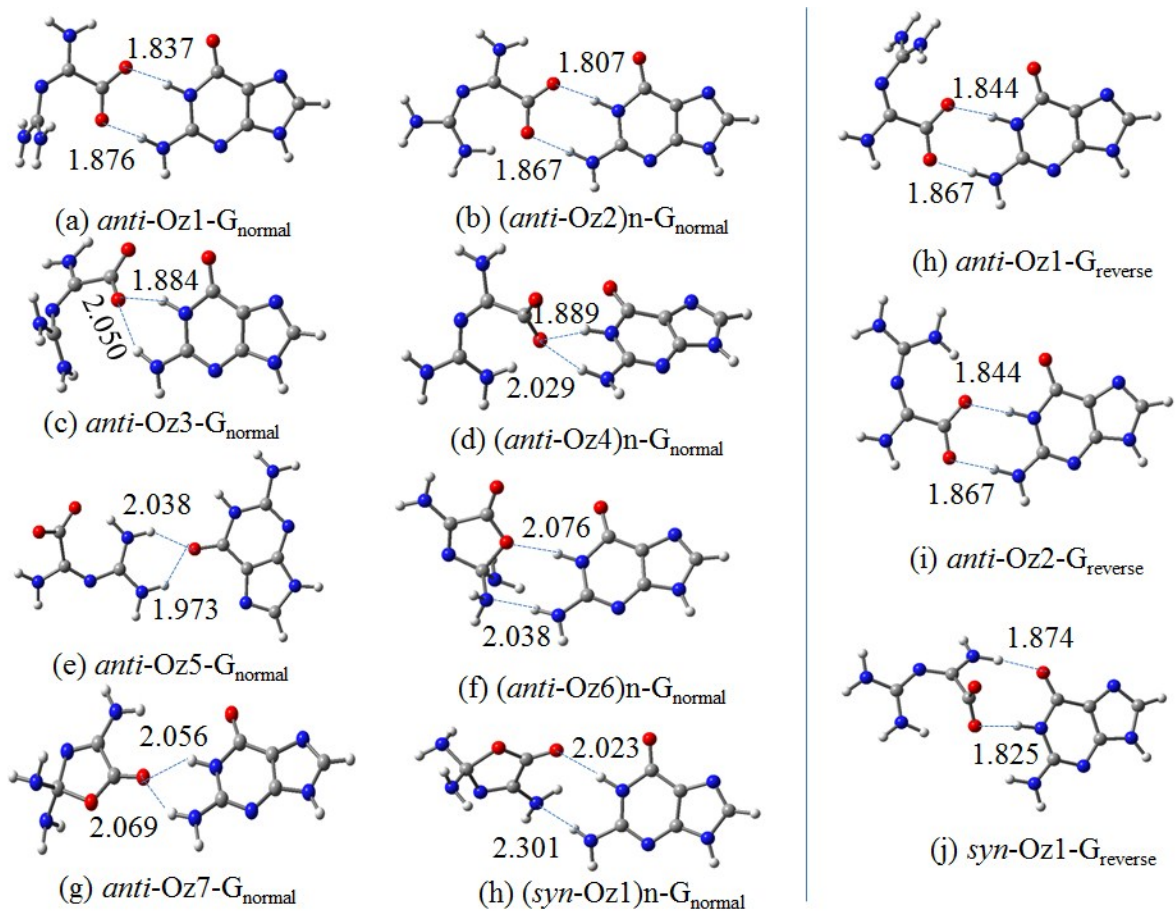 1.837
1.876
(a) anti-Oz1-Gnormal
1.807
1.867
(b) (anti-Oz2)n-Gnormal
1.884
2.050
(c) anti-Oz3-Gnormal
1.889
2.029
(d) (anti-Oz4)n-Gnormal
2.038
1.973
(e) anti-Oz5-Gnormal
2.076
2.038
(f) (anti-Oz6)n-Gnormal
2.056
2.069
(g) anti-Oz7-Gnormal
2.023
2.301
(h) (syn-Oz1)n-Gnormal
1.844
1.867
(h) anti-Oz1-Greverse
1.844
1.867
(i) anti-Oz2-Greverse
1.874
1.825
(j) syn-Oz1-Greverse